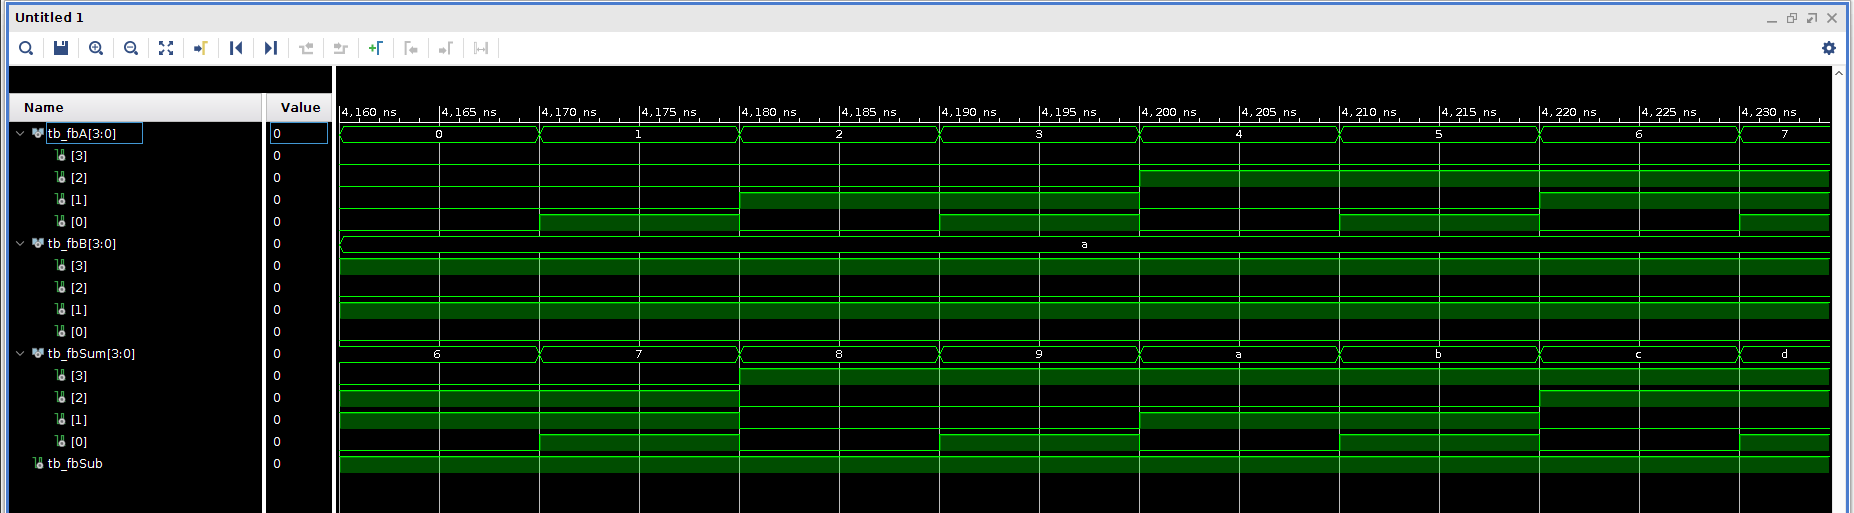 Untitled 1
Name Value
4,160 ns 4,165 ns 4,170 ns 4,175 ns 4,180 ns 4,185 ns 4,190 ns 4,195 ns 4,200 ns 4,205 ns 4,210 ns 4,215 ns 4,220 ns 4,225 ns 4,230 ns
tb_fbA[3:0] 0 0 1 2 3 4 5 6 7
[3] 0
[2] 0
[1] 0
[0] 0
tb_fbB[3:0] 0 a
[3] 0
[2] 0
[1] 0
[0] 0
tb_fbSum[3:0] 0 6 7 8 9 a b c d
[3] 0
[2] 0
[1] 0
[0] 0
tb_fbSub 0